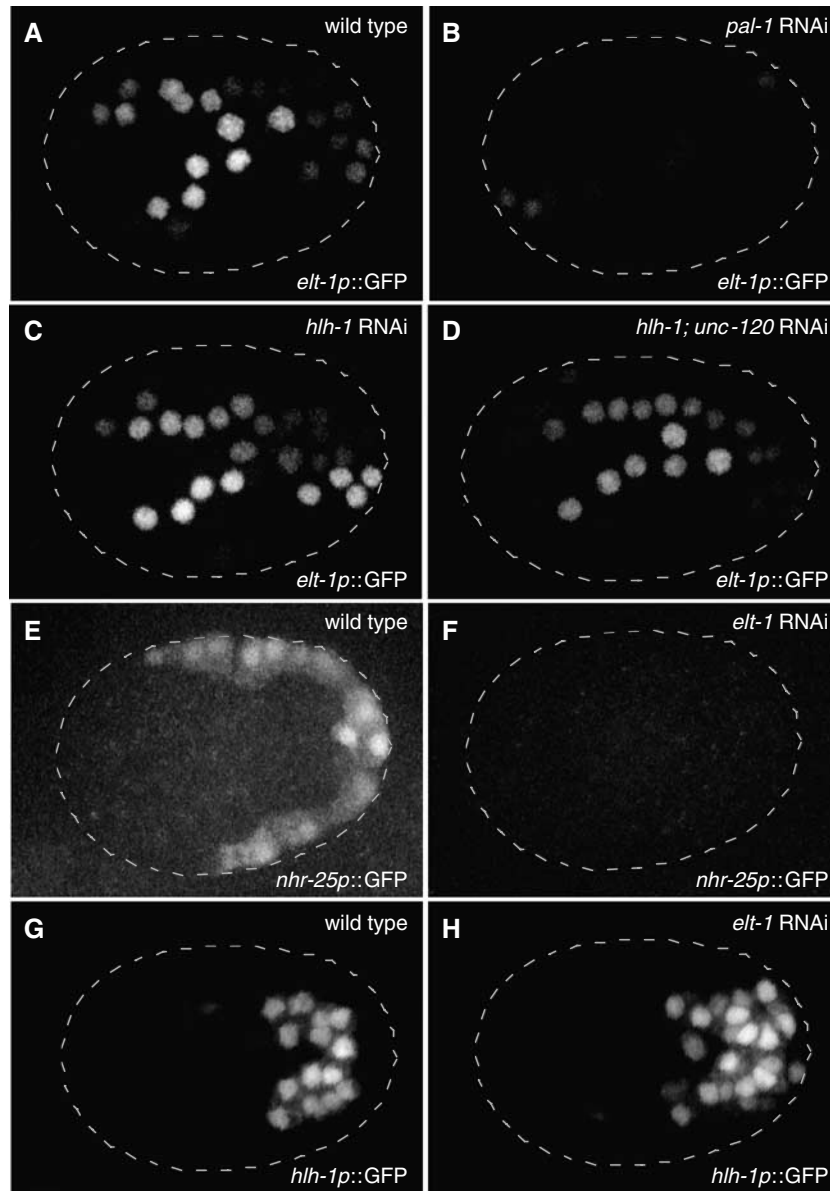 A
wild type
elt-1p::GFP
B
pal-1 RNAi
elt-1p::GFP
C
hlh-1 RNAi
elt-1p::GFP
D
hlh-1; unc-120 RNAi
elt-1p::GFP
E
wild type
nhr-25p::GFP
F
elt-1 RNAi
nhr-25p::GFP
G
wild type
hlh-1p::GFP
H
elt-1 RNAi
hlh-1p::GFP